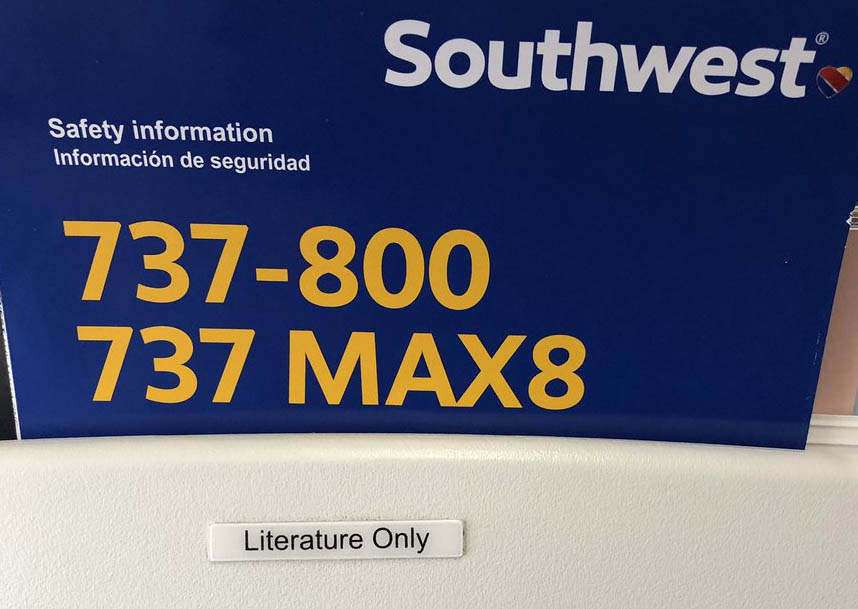 Southwest®
Safety information
Información de seguridad
737-800
737 MAX8
Literature Only